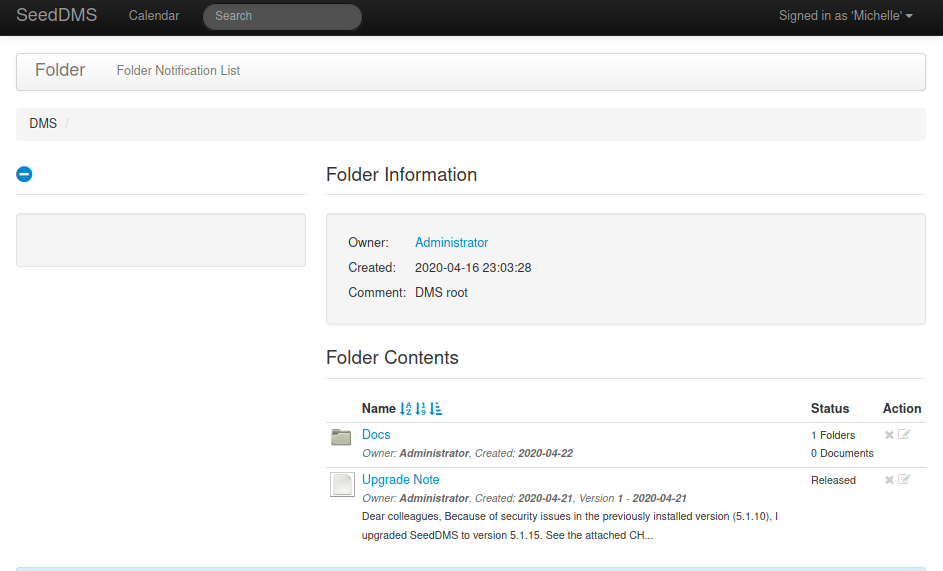 SeedDMS Calendar Search Signed in as 'Michelle'
Folder Folder Notification List
DMS /
Folder Information
Owner: Administrator
Created: 2020-04-16 23:03:28
Comment: DMS root
Folder Contents
Name Status Action
Docs 1 Folders
Owner: Administrator, Created: 2020-04-22 0 Documents
Upgrade Note Released
Owner: Administrator, Created: 2020-04-21, Version 1 - 2020-04-21
Dear colleagues, Because of security issues in the previously installed version (5.1.10), I
upgraded SeedDMS to version 5.1.15. See the attached CH...